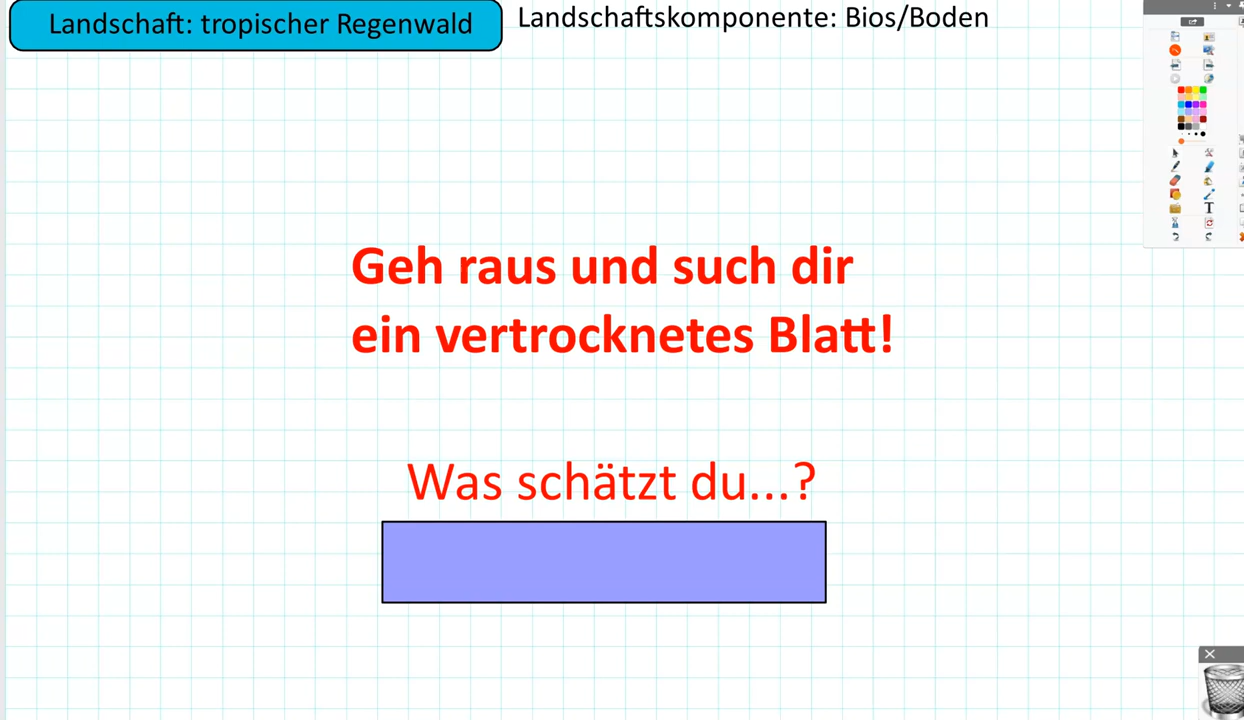 Landschaft: tropischer Regenwald
Landschaftskomponente: Bios/Boden
Geh raus und such dir
ein vertrocknetes Blatt!
Was schätzt du...?